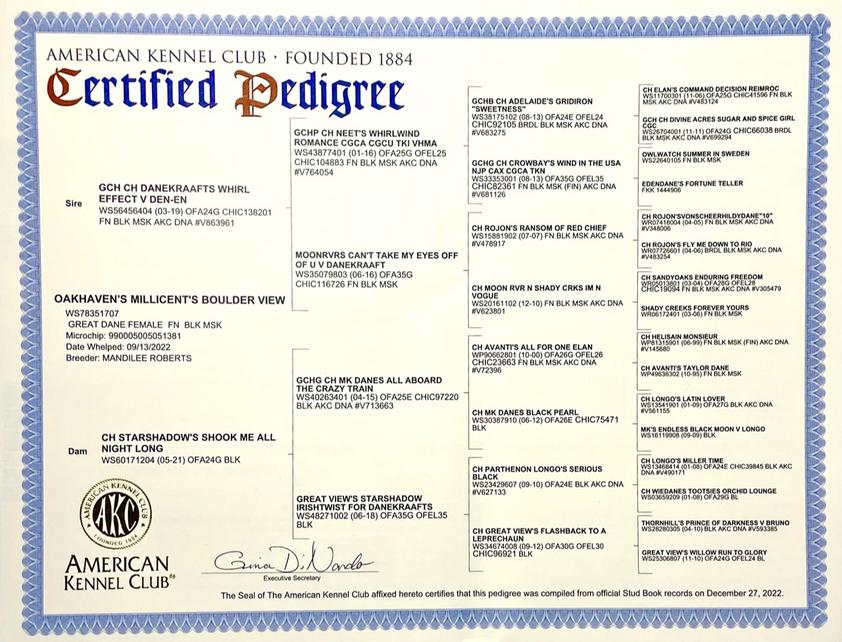 AMERICAN KENNEL CLUB · FOUNDED 1884
Certified Pedigree
Sire
GCH CH DANEKRAAFTS WHIRL
EFFECT V DEN-EN
WS56456404 (03-19) OFA24G CHIC138201
FN BLK MSK AKC DNA #V863961
OAKHAVEN'S MILLICENT'S BOULDER VIEW
WS78351707
GREAT DANE FEMALE FN BLK MSK
Microchip: 990005005051381
Date Whelped: 09/13/2022
Breeder: MANDILEE ROBERTS
Dam
CH STARSHADOW'S SHOOK ME ALL
NIGHT LONG
WS60171204 (05-21) OFA24G BLK
GCHP CH NEET'S WHIRLWIND
ROMANCE CGCA CGCU TKI VHMA
WS43877401 (01-16) OFA25G OFEL25
CHIC104883 FN BLK MSK AKC DNA
#V764054
MOONRVRS CAN'T TAKE MY EYES OFF
OF U V DANEKRAAFT
WS35079803 (06-16) OFA35G
CHIC116726 FN BLK MSK
GCHG CH MK DANES ALL ABOARD
THE CRAZY TRAIN
WS40263401 (04-15) OFA25E CHIC97220
BLK AKC DNA #V713663
GREAT VIEW'S STARSHADOW
IRISHTWIST FOR DANEKRAAFTS
WS48271002 (06-18) OFA35G OFEL35
BLK
GCHB CH ADELAIDE'S GRIDIRON
"SWEETNESS"
WS38175102 (08-13) OFA24E OFEL24
CHIC92105 BRDL BLK MSK AKC DNA
#V683275
GCHG CH CROWBAY'S WIND IN THE USA
NJP CAX CGCA TKN
WS33353001 (08-13) OFA35G OFEL35
CHIC82361 FN BLK MSK (FIN) AKC DNA
#V681126
CH ROJON'S RANSOM OF RED CHIEF
WS15881902 (07-07) FN BLK MSK AKC DNA
#V478917
CH MOON RVR N SHADY CRKS IM N
VOGUE
WS20161102 (12-10) FN BLK MSK AKC DNA
#V623801
CH AVANTI'S ALL FOR ONE ELAN
WP90662801 (10-00) OFA26G OFEL26
CHIC23663 FN BLK MSK AKC DNA
#V72396
CH MK DANES BLACK PEARL
WS30387910 (06-12) OFA26E CHIC75471
BLK
CH PARTHENON LONGO'S SERIOUS
BLACK
WS23429607 (09-10) OFA24E BLK AKC DNA
#V627133
CH GREAT VIEW'S FLASHBACK TO A
LEPRECHAUN
WS34674008 (09-12) OFA30G OFEL30
CHIC96921 BLK
CH ELAN'S COMMAND DECISION REIMROC
WS11700301 (11-06) OFA25G CHIC41596 FN BLK
MSK AKC DNA #V483124
GCH CH DIVINE ACRES SUGAR AND SPICE GIRL
CGC
WS26704001 (11-11) OFA24G CHIC66038 BRDL
BLK MSK AKC DNA #V699294
OWLWATCH SUMMER IN SWEDEN
WS22640105 FN BLK MSK
EDENDANE'S FORTUNE TELLER
FKK 1444906
CH ROJON'SVONSCHEERHILDYDANE"10"
WR07418004 (04-05) FN BLK MSK AKC DNA
#V348006
CH ROJON'S FLY ME DOWN TO RIO
WR07726601 (04-06) BRDL BLK MSK AKC DNA
#V483254
CH SANDYOAKS ENDURING FREEDOM
WR05013801 (03-04) OFA28G OFEL28
CHIC19094 FN BLK MSK AKC DNA #V305479
SHADY CREEKS FOREVER YOURS
WR06172401 (03-06) FN BLK MSK
CH HELISAIN MONSIEUR
WP81315901 (06-99) FN BLK MSK (FIN) AKC DNA
#V145680
CH AVANTI'S TAYLOR DANE
WP49636302 (10-95) FN BLK MSK
CH LONGO'S LATIN LOVER
WS13541901 (01-09) OFA27G BLK AKC DNA
#V561155
MK'S ENDLESS BLACK MOON V LONGO
WS16119908 (09-09) BLK
CH LONGO'S MILLER TIME
WS13468414 (01-08) OFA24E CHIC39845 BLK AKC
DNA #V490171
CH WIEDANES TOOTSIES ORCHID LOUNGE
WS03659209 (01-08) OFA29G BL
THORNHILL'S PRINCE OF DARKNESS V BRUNO
WS28280305 (04-10) BLK AKC DNA #V593385
GREAT VIEW'S WILLOW RUN TO GLORY
WS25306807 (11-10) OFA24G OFEL24 BL
AMERICAN KENNEL CLUB
AKC
FOUNDED 1884
AMERICAN
KENNEL CLUB®
Gina DiNardo
Executive Secretary
The Seal of The American Kennel Club affixed hereto certifies that this pedigree was compiled from official Stud Book records on December 27, 2022.